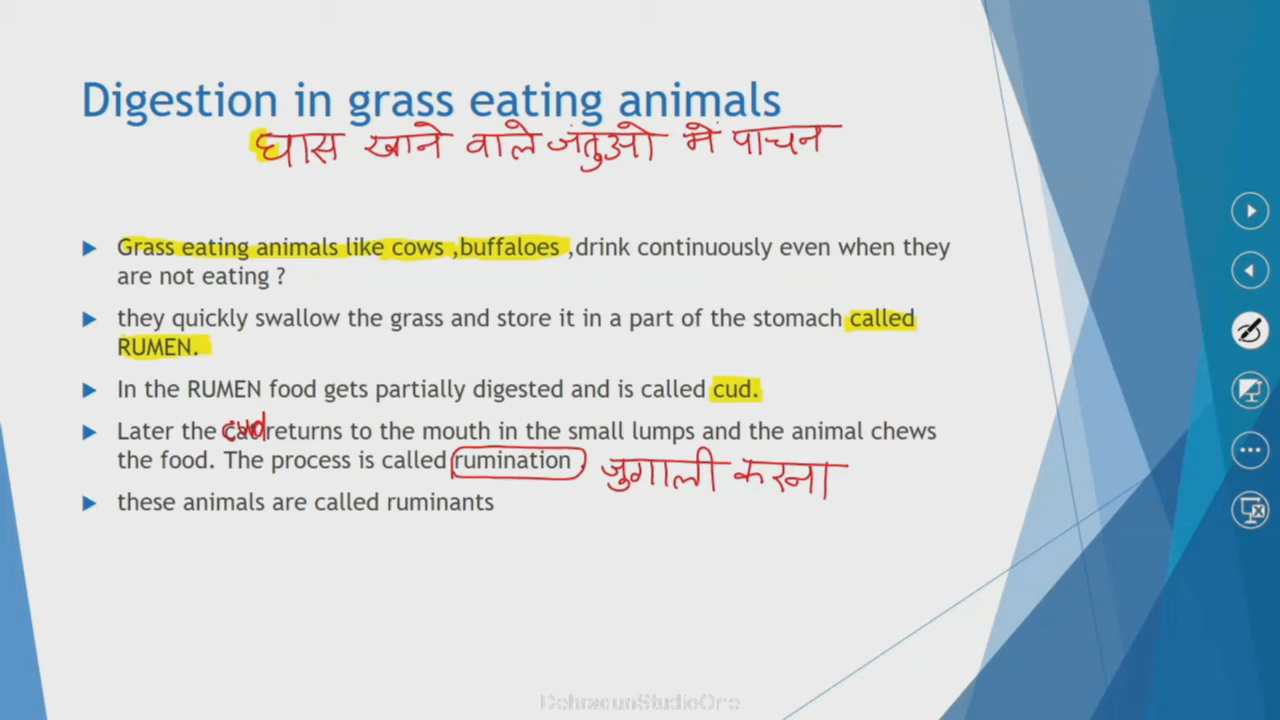 Digestion in grass eating animals
घास खाने वाले जंतुओ में पाचन
Grass eating animals like cows ,buffaloes ,drink continuously even when they
are not eating ?
they quickly swallow the grass and store it in a part of the stomach called
RUMEN.
In the RUMEN food gets partially digested and is called cud.
Later the cud returns to the mouth in the small lumps and the animal chews
the food. The process is called rumination . जुगाली करना
these animals are called ruminants
DehradunStudioOne